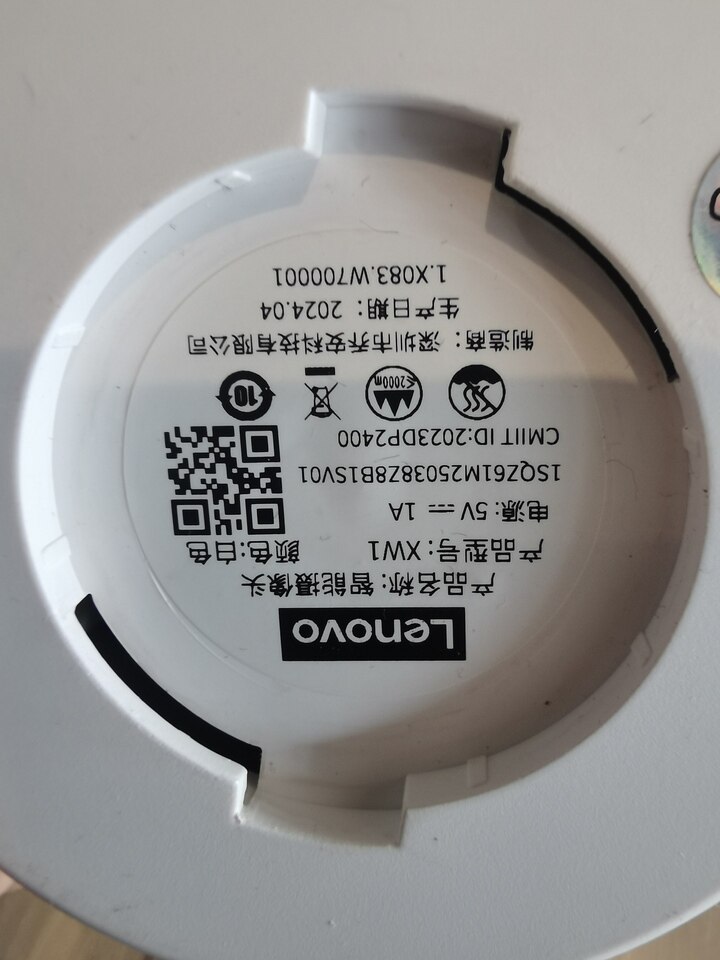 Lenovo
产品名称：智能摄像头
产品型号：XW1 颜色：白色
电源：5V ⎓ 1A
1SQZ61M25038Z8B1SV01
CMIIT ID:2023DP2400
≤2000m
10
制造商：深圳市乔安科技有限公司
生产日期：2024.04
1.X083.W700001